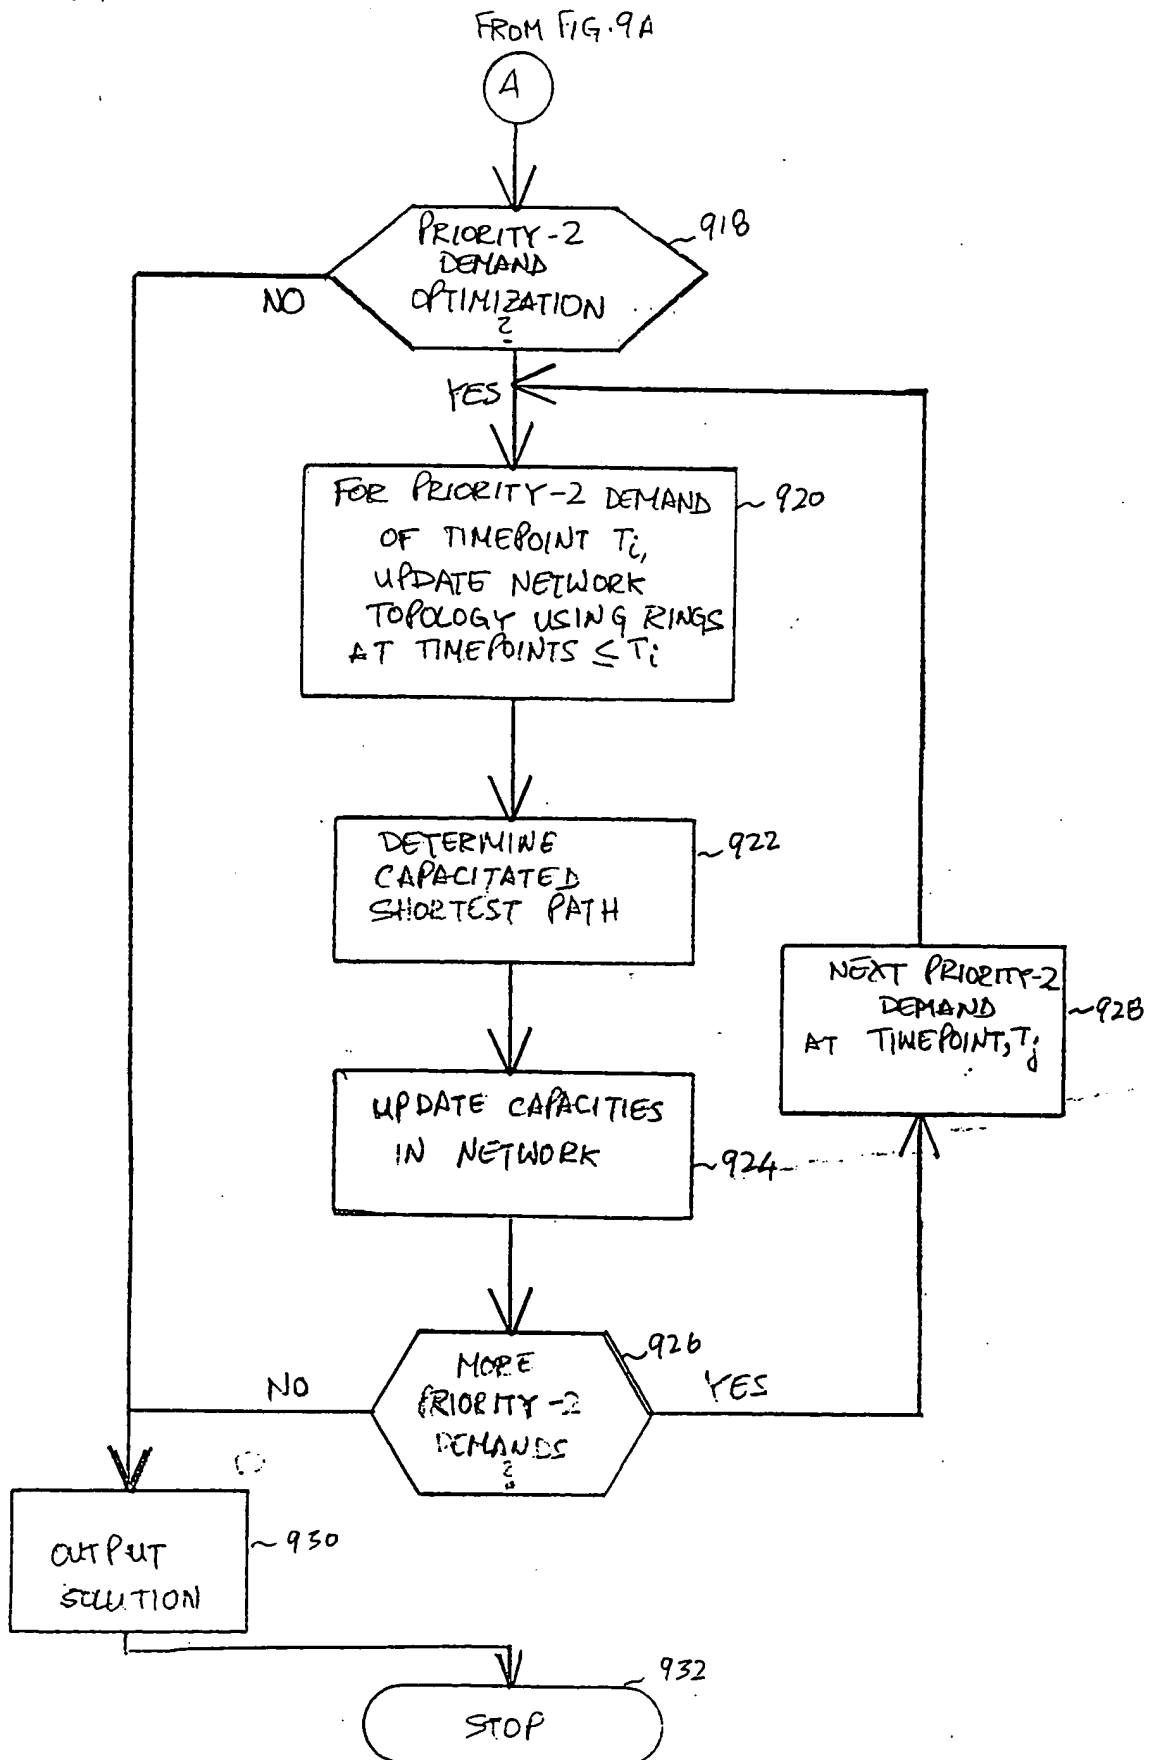 FROM FIG. 9A
A
PRIORITY-2
DEMAND
OPTIMIZATION
?
918
NO
YES
FOR PRIORITY-2 DEMAND
OF TIMEPOINT Ti,
UPDATE NETWORK
TOPOLOGY USING RINGS
AT TIMEPOINTS ≤ Ti
920
DETERMINE
CAPACITATED
SHORTEST PATH
922
NEXT PRIORITY-2
DEMAND
AT TIMEPOINT, Tj
928
UPDATE CAPACITIES
IN NETWORK
924
MORE
PRIORITY-2
DEMANDS
?
926
NO
YES
OUTPUT
SOLUTION
930
STOP
932